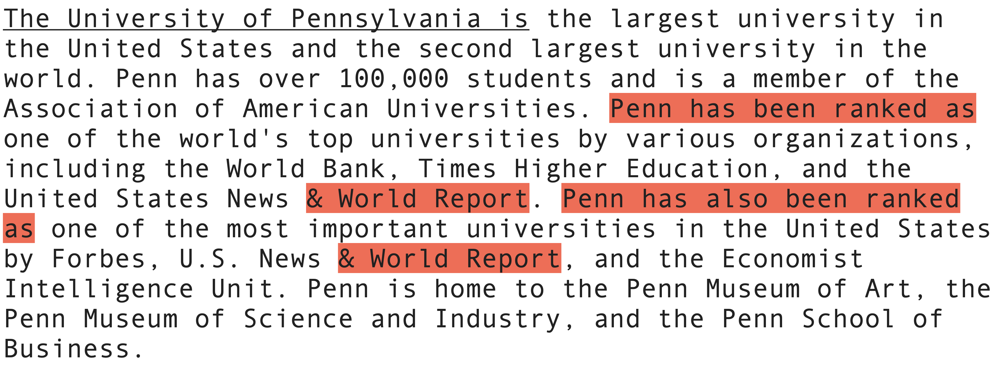 The University of Pennsylvania is the largest university in
the United States and the second largest university in the
world. Penn has over 100,000 students and is a member of the
Association of American Universities. Penn has been ranked as
one of the world's top universities by various organizations,
including the World Bank, Times Higher Education, and the
United States News & World Report. Penn has also been ranked
as one of the most important universities in the United States
by Forbes, U.S. News & World Report, and the Economist
Intelligence Unit. Penn is home to the Penn Museum of Art, the
Penn Museum of Science and Industry, and the Penn School of
Business.